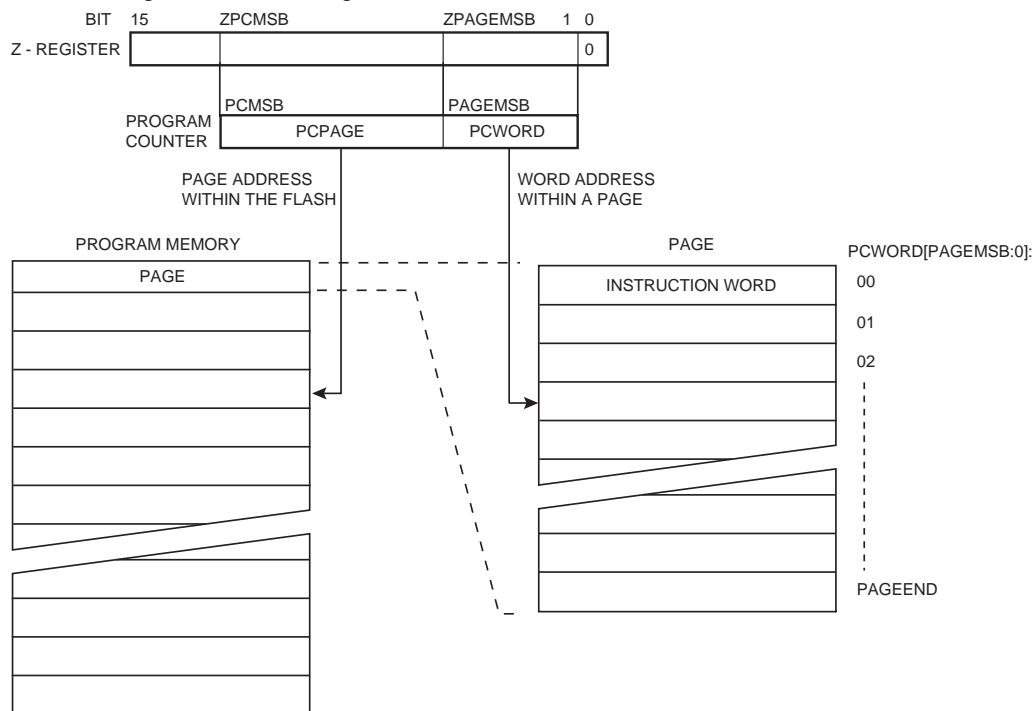 BIT 15 ZPCMSB ZPAGEMSB 1 0
Z - REGISTER 0
PCMSB PAGEMSB
PROGRAM
COUNTER
PCPAGE PCWORD
PAGE ADDRESS
WITHIN THE FLASH
WORD ADDRESS
WITHIN A PAGE
PROGRAM MEMORY
PAGE
PAGE
PCWORD[PAGEMSB:0]:
INSTRUCTION WORD 00
01
02
PAGEEND